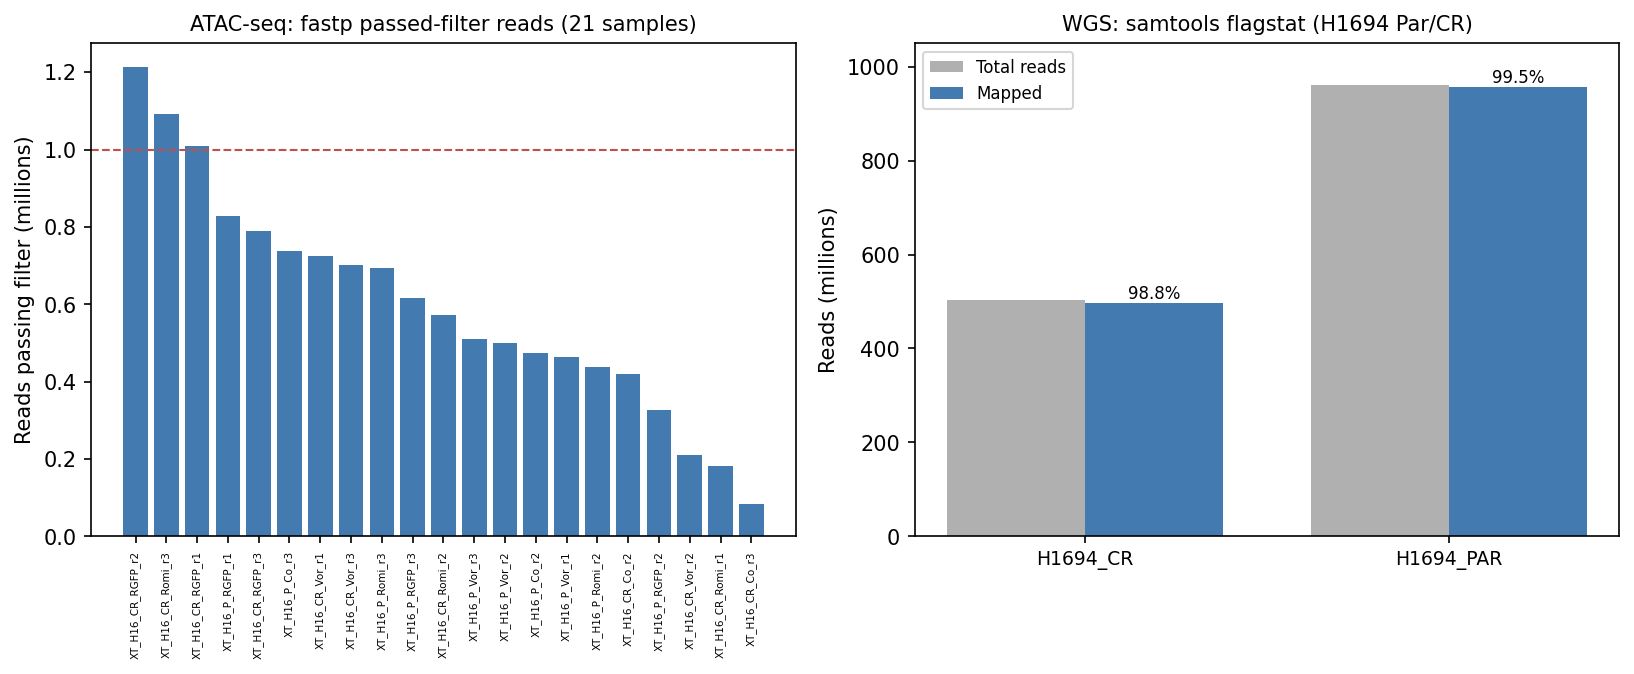 ATAC-seq: fastp passed-filter reads (21 samples)
Reads passing filter (millions)
1.2
1.0
0.8
0.6
0.4
0.2
0.0
XT_H16_CR_RGFP_r2
XT_H16_CR_Romi_r3
XT_H16_CR_RGFP_r1
XT_H16_P_RGFP_r1
XT_H16_CR_RGFP_r3
XT_H16_P_Co_r3
XT_H16_CR_Vor_r1
XT_H16_CR_Vor_r3
XT_H16_P_Romi_r3
XT_H16_P_RGFP_r3
XT_H16_CR_Romi_r2
XT_H16_P_Vor_r3
XT_H16_P_Vor_r2
XT_H16_P_Co_r2
XT_H16_P_Vor_r1
XT_H16_P_Romi_r2
XT_H16_CR_Co_r2
XT_H16_P_RGFP_r2
XT_H16_CR_Vor_r2
XT_H16_CR_Romi_r1
XT_H16_CR_Co_r3
WGS: samtools flagstat (H1694 Par/CR)
Reads (millions)
1000
800
600
400
200
0
Total reads
Mapped
98.8%
99.5%
H1694_CR
H1694_PAR